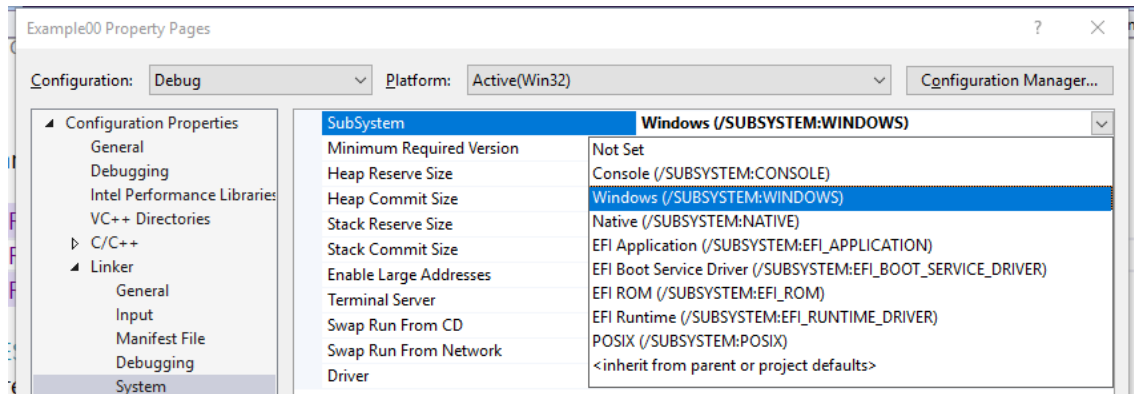 Example00 Property Pages
Configuration: Debug Platform: Active(Win32) Configuration Manager...
Configuration Properties
General
Debugging
Intel Performance Libraries
VC++ Directories
C/C++
Linker
General
Input
Manifest File
Debugging
System
SubSystem Windows (/SUBSYSTEM:WINDOWS)
Minimum Required Version
Heap Reserve Size
Heap Commit Size
Stack Reserve Size
Stack Commit Size
Enable Large Addresses
Terminal Server
Swap Run From CD
Swap Run From Network
Driver
Not Set
Console (/SUBSYSTEM:CONSOLE)
Windows (/SUBSYSTEM:WINDOWS)
Native (/SUBSYSTEM:NATIVE)
EFI Application (/SUBSYSTEM:EFI_APPLICATION)
EFI Boot Service Driver (/SUBSYSTEM:EFI_BOOT_SERVICE_DRIVER)
EFI ROM (/SUBSYSTEM:EFI_ROM)
EFI Runtime (/SUBSYSTEM:EFI_RUNTIME_DRIVER)
POSIX (/SUBSYSTEM:POSIX)
<inherit from parent or project defaults>